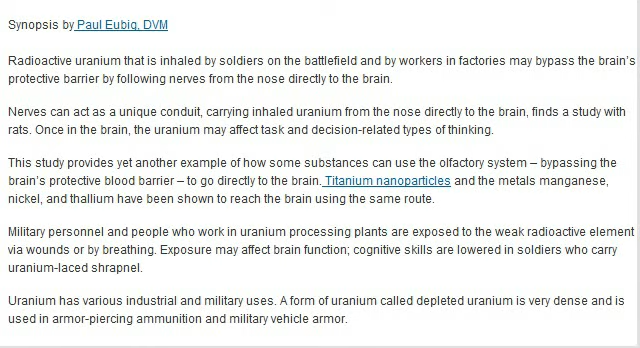 Synopsis by Paul Eubig, DVM
Radioactive uranium that is inhaled by soldiers on the battlefield and by workers in factories may bypass the brain's
protective barrier by following nerves from the nose directly to the brain.
Nerves can act as a unique conduit, carrying inhaled uranium from the nose directly to the brain, finds a study with
rats. Once in the brain, the uranium may affect task and decision-related types of thinking.
This study provides yet another example of how some substances can use the olfactory system – bypassing the
brain's protective blood barrier – to go directly to the brain. Titanium nanoparticles and the metals manganese,
nickel, and thallium have been shown to reach the brain using the same route.
Military personnel and people who work in uranium processing plants are exposed to the weak radioactive element
via wounds or by breathing. Exposure may affect brain function; cognitive skills are lowered in soldiers who carry
uranium-laced shrapnel.
Uranium has various industrial and military uses. A form of uranium called depleted uranium is very dense and is
used in armor-piercing ammunition and military vehicle armor.